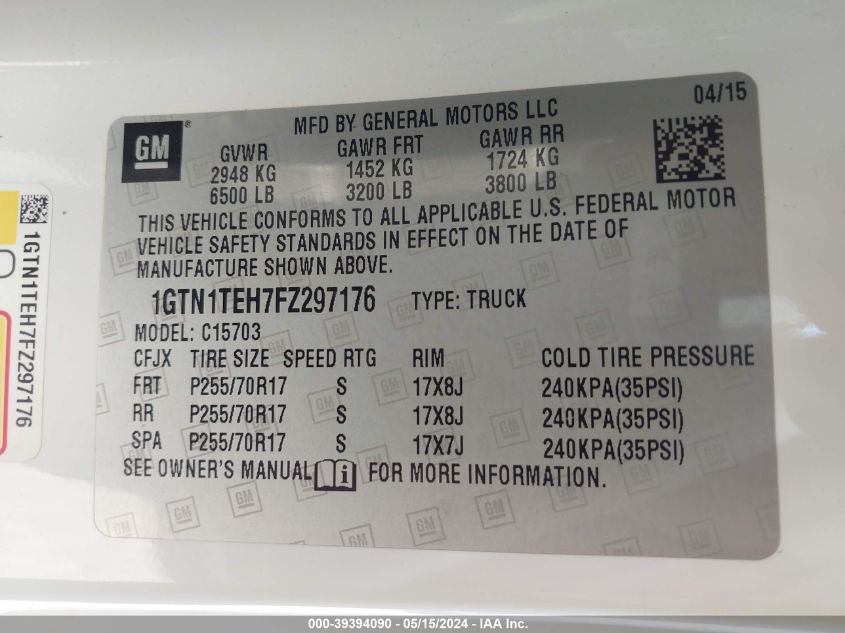 GM ®
MFD BY GENERAL MOTORS LLC
04/15
GVWR GAWR FRT GAWR RR
2948 KG 1452 KG 1724 KG
6500 LB 3200 LB 3800 LB
THIS VEHICLE CONFORMS TO ALL APPLICABLE U.S. FEDERAL MOTOR
VEHICLE SAFETY STANDARDS IN EFFECT ON THE DATE OF
MANUFACTURE SHOWN ABOVE.
1GTN1TEH7FZ297176 TYPE: TRUCK
MODEL: C15703
CFJX TIRE SIZE SPEED RTG RIM COLD TIRE PRESSURE
FRT P255/70R17 S 17X8J 240KPA(35PSI)
RR P255/70R17 S 17X8J 240KPA(35PSI)
SPA P255/70R17 S 17X7J 240KPA(35PSI)
SEE OWNER'S MANUAL i FOR MORE INFORMATION.
1GTN1TEH7FZ297176
000-39394090 - 05/15/2024 - IAA Inc.